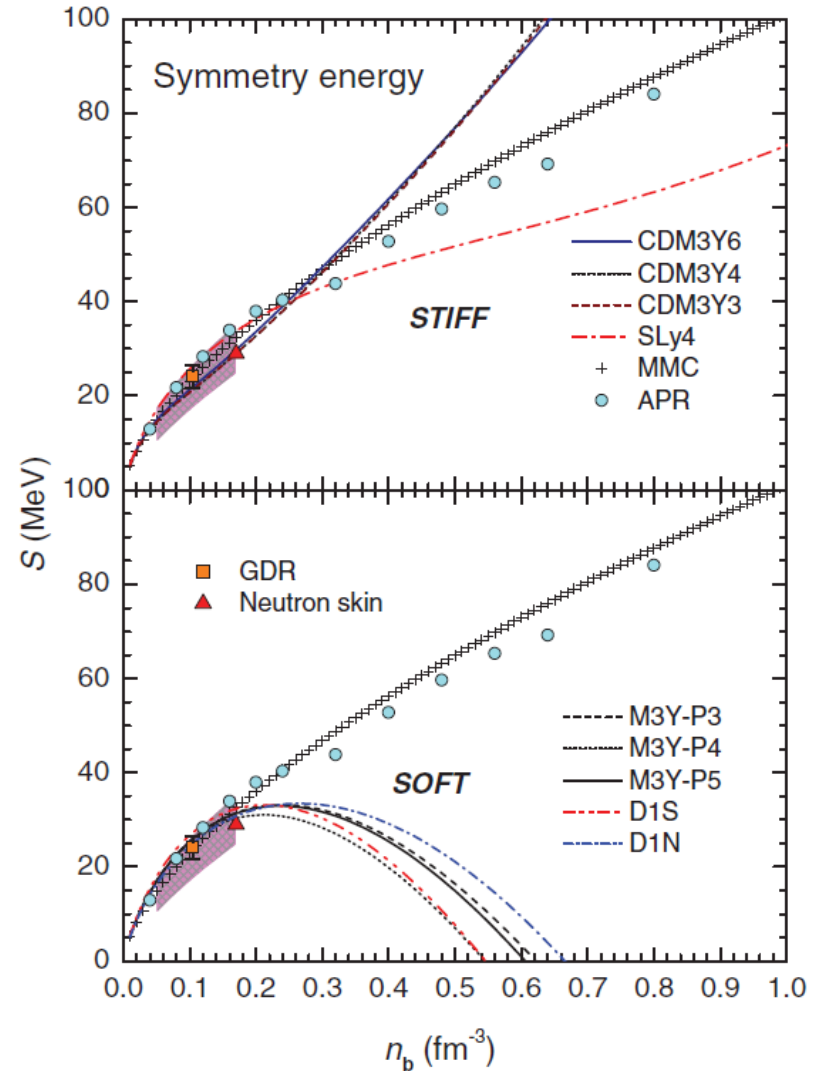 100
Symmetry energy
80
60
CDM3Y6
CDM3Y4
40
STIFF
CDM3Y3
SLy4
MMC
20
APR
S (MeV)
100
GDR
80
Neutron skin
60
M3Y-P3
M3Y-P4
40
SOFT
M3Y-P5
D1S
20
D1N
0
0.0 0.1 0.2 0.3 0.4 0.5 0.6 0.7 0.8 0.9 1.0
n_b (fm⁻³)